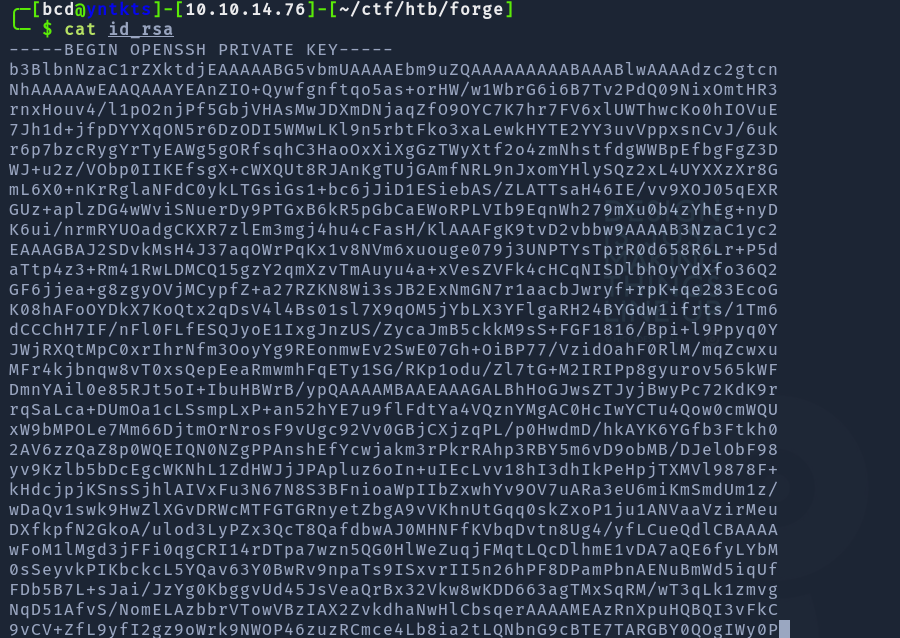 ┌─[bcd@yntkts]-[10.10.14.76]-[~/ctf/htb/forge]
└─ $ cat id_rsa
-----BEGIN OPENSSH PRIVATE KEY-----
b3BlbnNzaC1rZXktdjEAAAAABG5vbmUAAAAEbm9uZQAAAAAAAAABAAABlwAAAAdzc2gtcn
NhAAAAAwEAAQAAAYEAnZIO+Qywfgnftqo5as+orHW/w1WbrG6i6B7Tv2PdQ09NixOmtHR3
rnxHouv4/l1pO2njPf5GbjVHAsMwJDXmDNjaqZfO9OYC7K7hr7FV6xlUWThwcKo0hIOVuE
7Jh1d+jfpDYYXqON5r6DzODI5WMwLKl9n5rbtFko3xaLewkHYTE2YY3uvVppxsnCvJ/6uk
r6p7bzcRygYrTyEAWg5gORfsqhC3HaoOxXiXgGzTWyXtf2o4zmNhstfdgWWBpEfbgFgZ3D
WJ+u2z/VObp0IIKEfsgX+cWXQUt8RJAnKgTUjGAmfNRL9nJxomYHlySQz2xL4UYXXzXr8G
mL6X0+nKrRglaNFdC0ykLTGsiGs1+bc6jJiD1ESiebAS/ZLATTsaH46IE/vv9XOJ05qEXR
GUz+aplzDG4wWviSNuerDy9PTGxB6kR5pGbCaEWoRPLVIb9EqnWh279mXu0b4zYhEg+nyD
K6ui/nrmRYUOadgCKXR7zlEm3mgj4hu4cFasH/KlAAAFgK9tvD2vbbw9AAAAB3NzaC1yc2
EAAAGBAJ2SDvkMsH4J37aqOWrPqKx1v8NVm6xuouge079j3UNPTYsTprR0d658R6Lr+P5d
aTtp4z3+Rm41RwLDMCQ15gzY2qmXzvTmAuyu4a+xVesZVFk4cHCqNISDlbhOyYdXfo36Q2
GF6jjea+g8zgyOVjMCypfZ+a27RZKN8Wi3sJB2ExNmGN7r1aacbJwryf+rpK+qe283EcoG
K08hAFoOYDkX7KoQtx2qDsV4l4Bs01sl7X9qOM5jYbLX3YFlgaRH24BYGdw1ifrts/1Tm6
dCCChH7IF/nFl0FLfESQJyoE1IxgJnzUS/ZycaJmB5ckkM9sS+FGF1816/Bpi+l9Ppyq0Y
JWjRXQtMpC0xrIhrNfm3OoyYg9REonmwEv2SwE07Gh+OiBP77/VzidOahF0RlM/mqZcwxu
MFr4kjbnqw8vT0xsQepEeaRmwmhFqETy1SG/RKp1odu/Zl7tG+M2IRIPp8gyurov565kWF
DmnYAil0e85RJt5oI+IbuHBWrB/ypQAAAAMBAAEAAAGALBhHoGJwsZTJyjBwyPc72KdK9r
rqSaLca+DUmOa1cLSsmpLxP+an52hYE7u9flFdtYa4VQznYMgAC0HcIwYCTu4Qow0cmWQU
xW9bMPOLe7Mm66DjtmOrNrosF9vUgc92Vv0GBjCXjzqPL/p0HwdmD/hkAYK6YGfb3Ftkh0
2AV6zzQaZ8p0WQEIQN0NZgPPAnshEfYcwjakm3rPkrRAhp3RBY5m6vD9obMB/DJelObF98
yv9Kzlb5bDcEgcWKNhL1ZdHWJjJPApluz6oIn+uIEcLvv18hI3dhIkPeHpjTXMVl9878F+
kHdcjpjKSnsSjhlAIVxFu3N67N8S3BFnioaWpIIbZxwhYv9OV7uARa3eU6miKmSmdUm1z/
wDaQv1swk9HwZlXGvDRWcMTFGTGRnyetZbgA9vVKhnUtGqq0skZxoP1ju1ANVaaVzirMeu
DXfkpfN2GkoA/ulod3LyPZx3QcT8QafdbwAJ0MHNFfKVbqDvtn8Ug4/yfLCueQdlCBAAAA
wFoM1lMgd3jFFi0qgCRI14rDTpa7wzn5QG0HlWeZuqjFMqtLQcDlhmE1vDA7aQE6fyLYbM
0sSeyvkPIKbckcL5YQav63Y0BwRv9npaTs9ISxvrII5n26hPF8DPamPbnAENuBmWd5iqUf
FDb5B7L+sJai/JzYg0KbggvUd45JsVeaQrBx32Vkw8wKDD663agTMxSqRM/wT3qLk1zmvg
NqD51AfvS/NomELAzbbrVTowVBzIAX2ZvkdhaNwHlCbsqerAAAAMEAzRnXpuHQBQI3vFkC
9vCV+ZfL9yfI2gz9oWrk9NWOP46zuzRCmce4Lb8ia2tLQNbnG9cBTE7TARGBY0QOgIWy0P